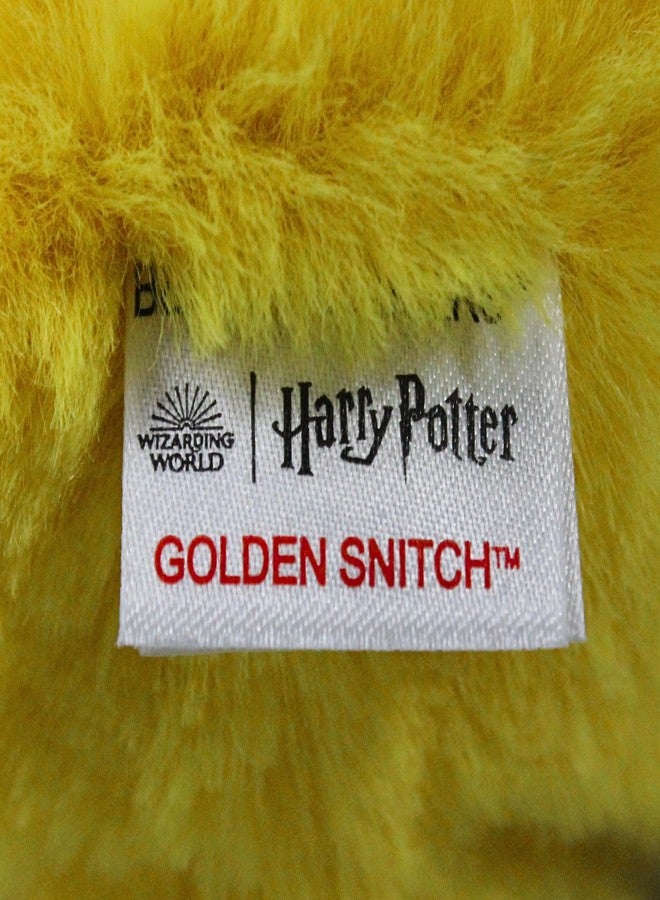 WIZARDING
WORLD
Harry Potter
GOLDEN SNITCH™